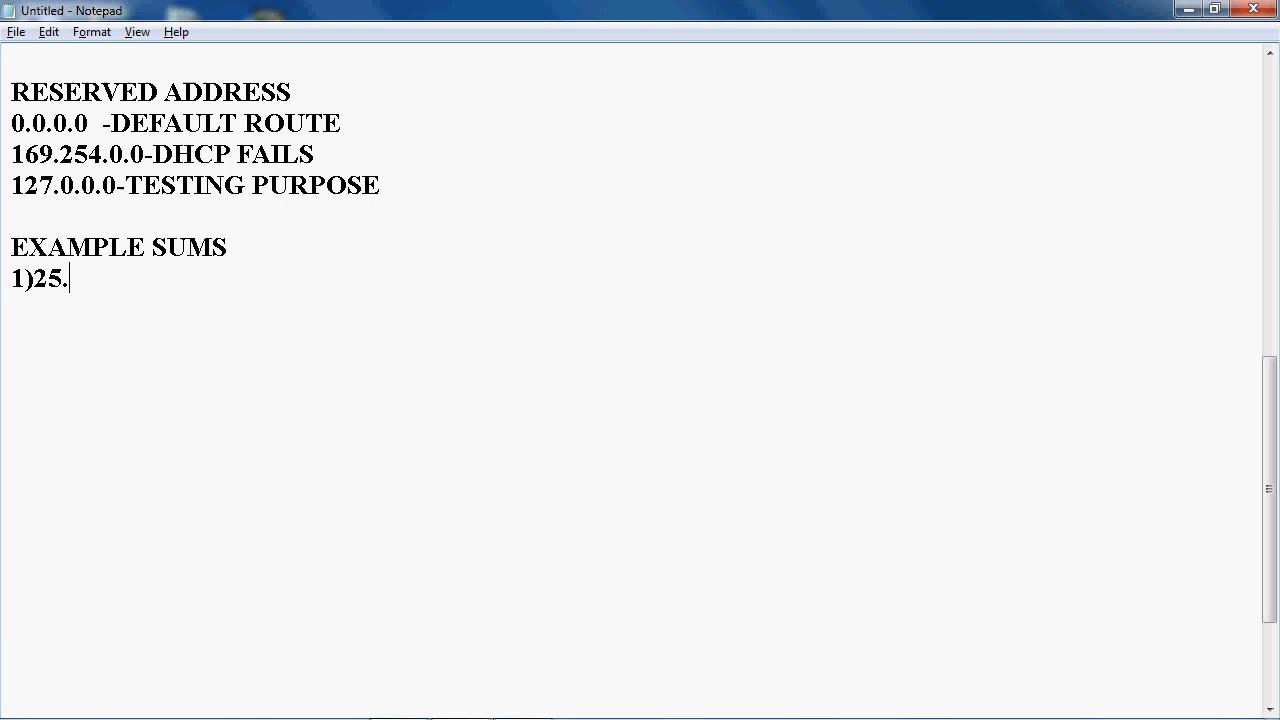 Untitled - Notepad
File Edit Format View Help
RESERVED ADDRESS
0.0.0.0  -DEFAULT ROUTE
169.254.0.0-DHCP FAILS
127.0.0.0-TESTING PURPOSE
EXAMPLE SUMS
1)25.